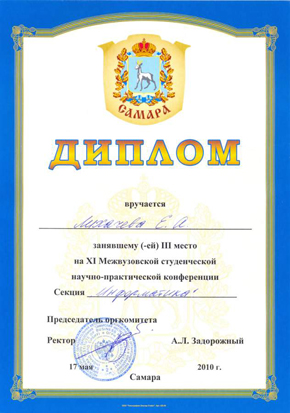 САМАРА
ДИПЛОМ
вручается
Е. А.
занявшему (-ей) III место
на XI Межвузовской студенческой
научно-практической конференции
Секция „Информатика"
Председатель оргкомитета
Ректор А..Л. Задорожный
17 мая 2010 г.
Самара